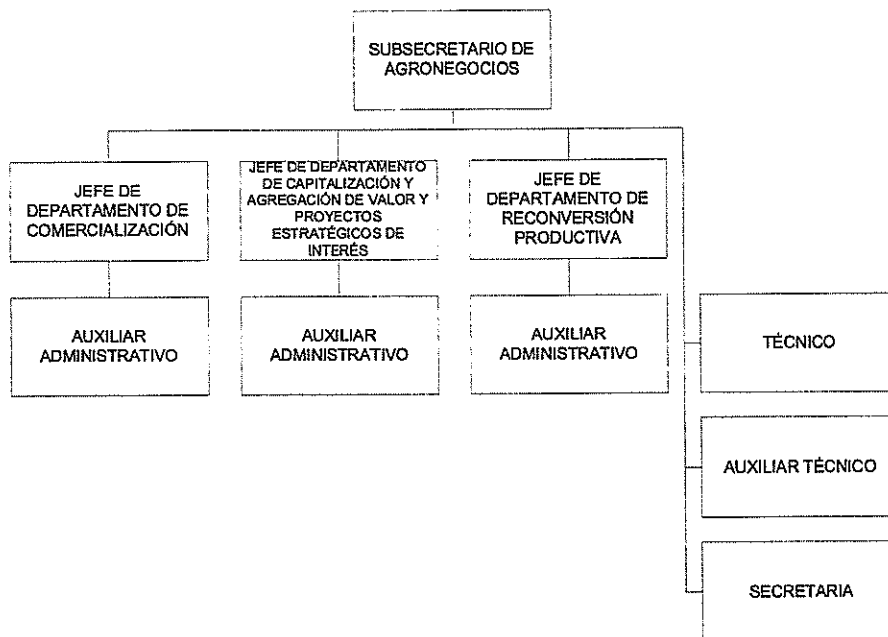 SUBSECRETARIO DE
AGRONEGOCIOS
JEFE DE
DEPARTAMENTO DE
COMERCIALIZACIÓN
JEFE DE DEPARTAMENTO
DE CAPITALIZACIÓN Y
AGREGACIÓN DE VALOR Y
PROYECTOS
ESTRATÉGICOS DE
INTERÉS
JEFE DE
DEPARTAMENTO DE
RECONVERSIÓN
PRODUCTIVA
AUXILIAR
ADMINISTRATIVO
AUXILIAR
ADMINISTRATIVO
AUXILIAR
ADMINISTRATIVO
TÉCNICO
AUXILIAR TÉCNICO
SECRETARIA